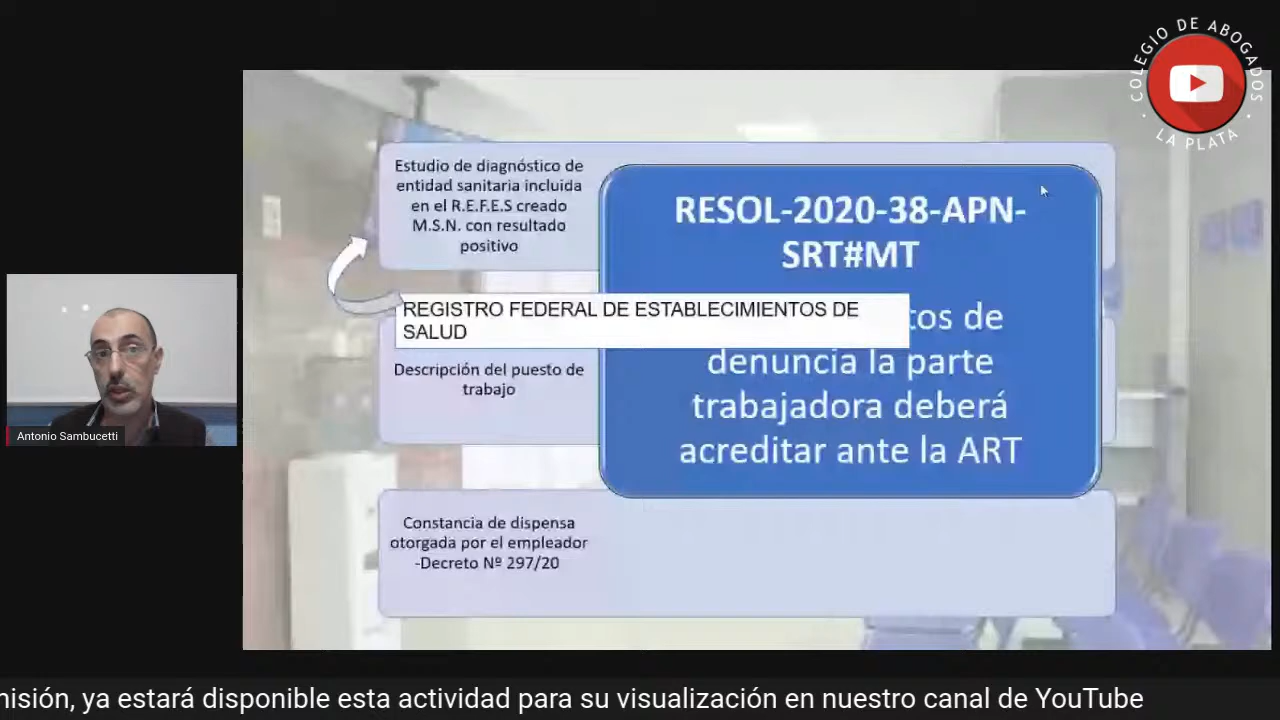 COLEGIO DE ABOGADOS
· LA PLATA ·
Estudio de diagnóstico de
entidad sanitaria incluida
en el R.E.F.E.S creado
M.S.N. con resultado
positivo
RESOL-2020-38-APN-
SRT#MT
REGISTRO FEDERAL DE ESTABLECIMIENTOS DE
SALUD
de
denuncia la parte
trabajadora deberá
acreditar ante la ART
Descripción del puesto de
trabajo
Constancia de dispensa
otorgada por el empleador
-Decreto Nº 297/20
Antonio Sambucetti
ya estará disponible esta actividad para su visualización en nuestro canal de YouTube